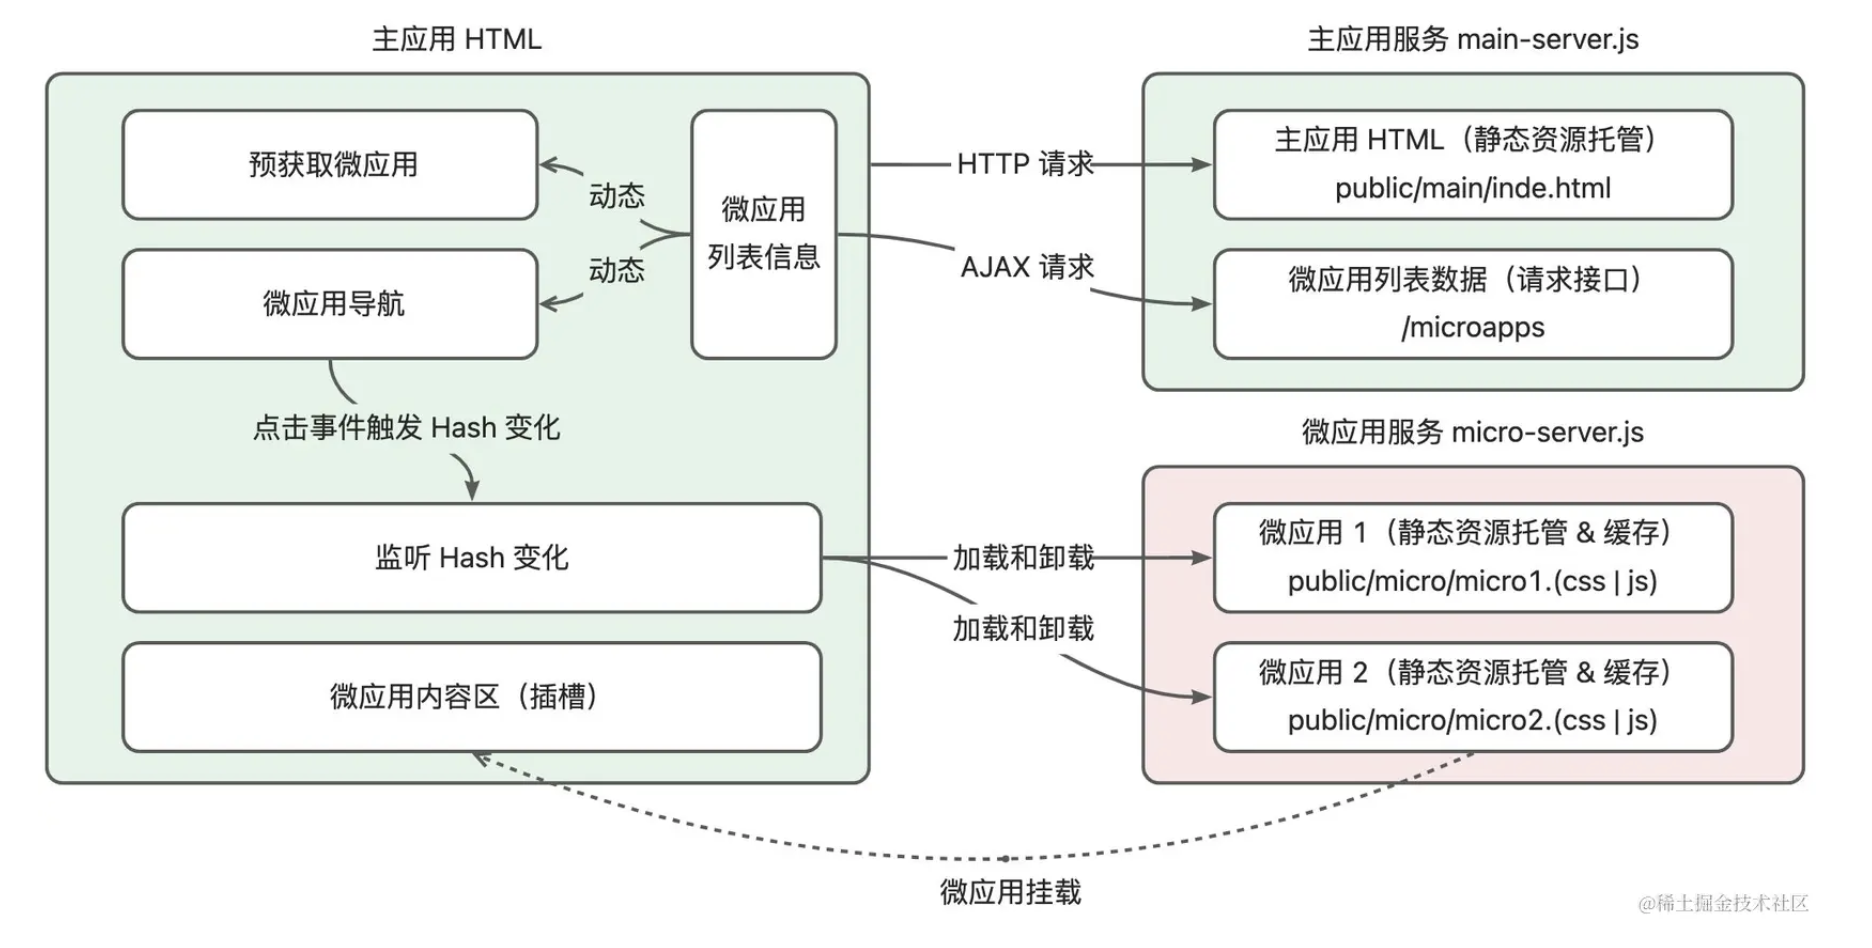 主应用 HTML
预获取微应用
动态
微应用
列表信息
动态
微应用导航
点击事件触发 Hash 变化
监听 Hash 变化
微应用内容区（插槽）
HTTP 请求
AJAX 请求
加载和卸载
加载和卸载
主应用服务 main-server.js
主应用 HTML（静态资源托管）
public/main/inde.html
微应用列表数据（请求接口）
/microapps
微应用服务 micro-server.js
微应用 1（静态资源托管 & 缓存）
public/micro/micro1.(css | js)
微应用 2（静态资源托管 & 缓存）
public/micro/micro2.(css | js)
微应用挂载
@稀土掘金技术社区